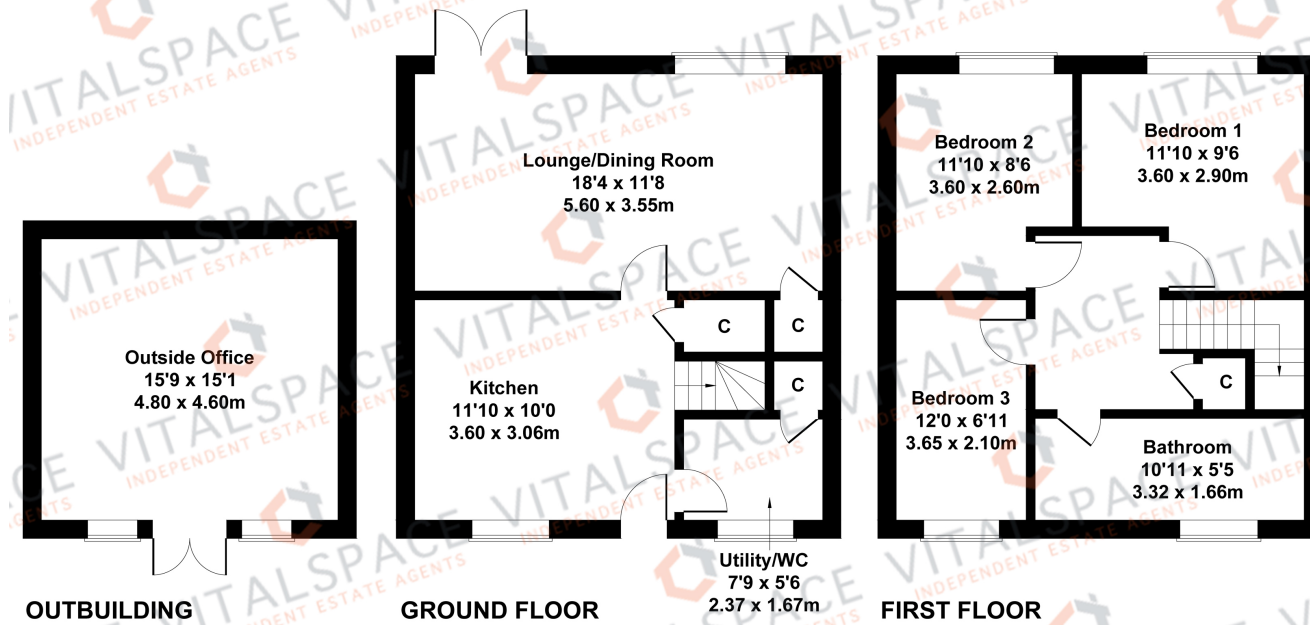 Lounge/Dining Room
18'4 x 11'8
5.60 x 3.55m
Bedroom 2
11'10 x 8'6
3.60 x 2.60m
Bedroom 1
11'10 x 9'6
3.60 x 2.90m
Outside Office
15'9 x 15'1
4.80 x 4.60m
Kitchen
11'10 x 10'0
3.60 x 3.06m
C
C
C
Bedroom 3
12'0 x 6'11
3.65 x 2.10m
C
Bathroom
10'11 x 5'5
3.32 x 1.66m
Utility/WC
7'9 x 5'6
2.37 x 1.67m
OUTBUILDING
GROUND FLOOR
FIRST FLOOR
VITALSPACE
INDEPENDENT ESTATE AGENTS